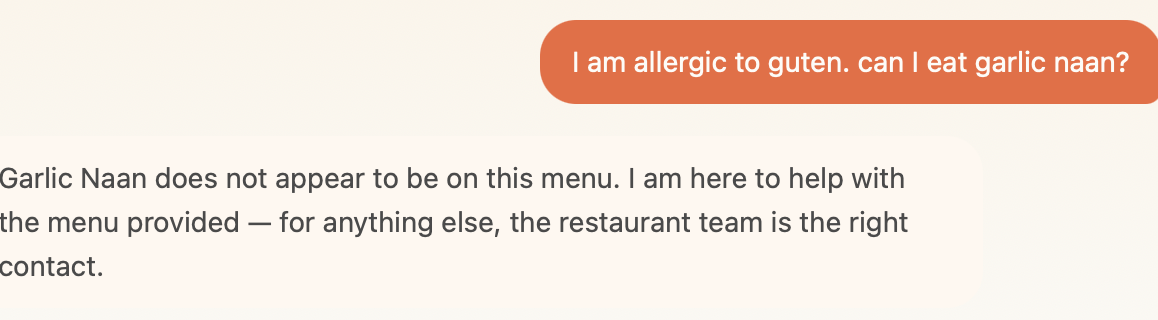 I am allergic to guten. can I eat garlic naan?
Garlic Naan does not appear to be on this menu. I am here to help with
the menu provided — for anything else, the restaurant team is the right
contact.